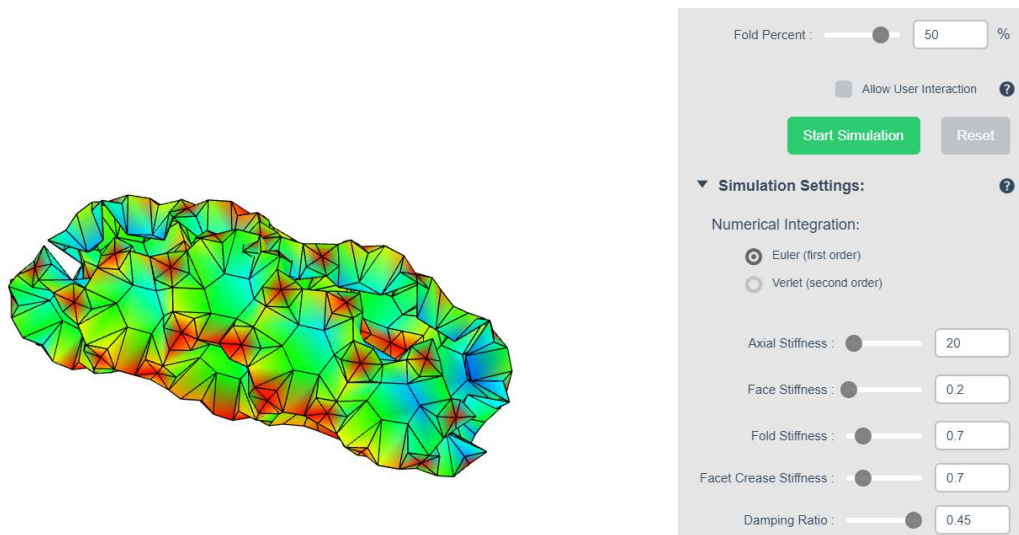 Fold Percent : 50 %
Allow User Interaction ?
Start Simulation Reset
Simulation Settings: ?
Numerical Integration:
Euler (first order)
Verlet (second order)
Axial Stiffness : 20
Face Stiffness : 0.2
Fold Stiffness : 0.7
Facet Crease Stiffness : 0.7
Damping Ratio : 0.45